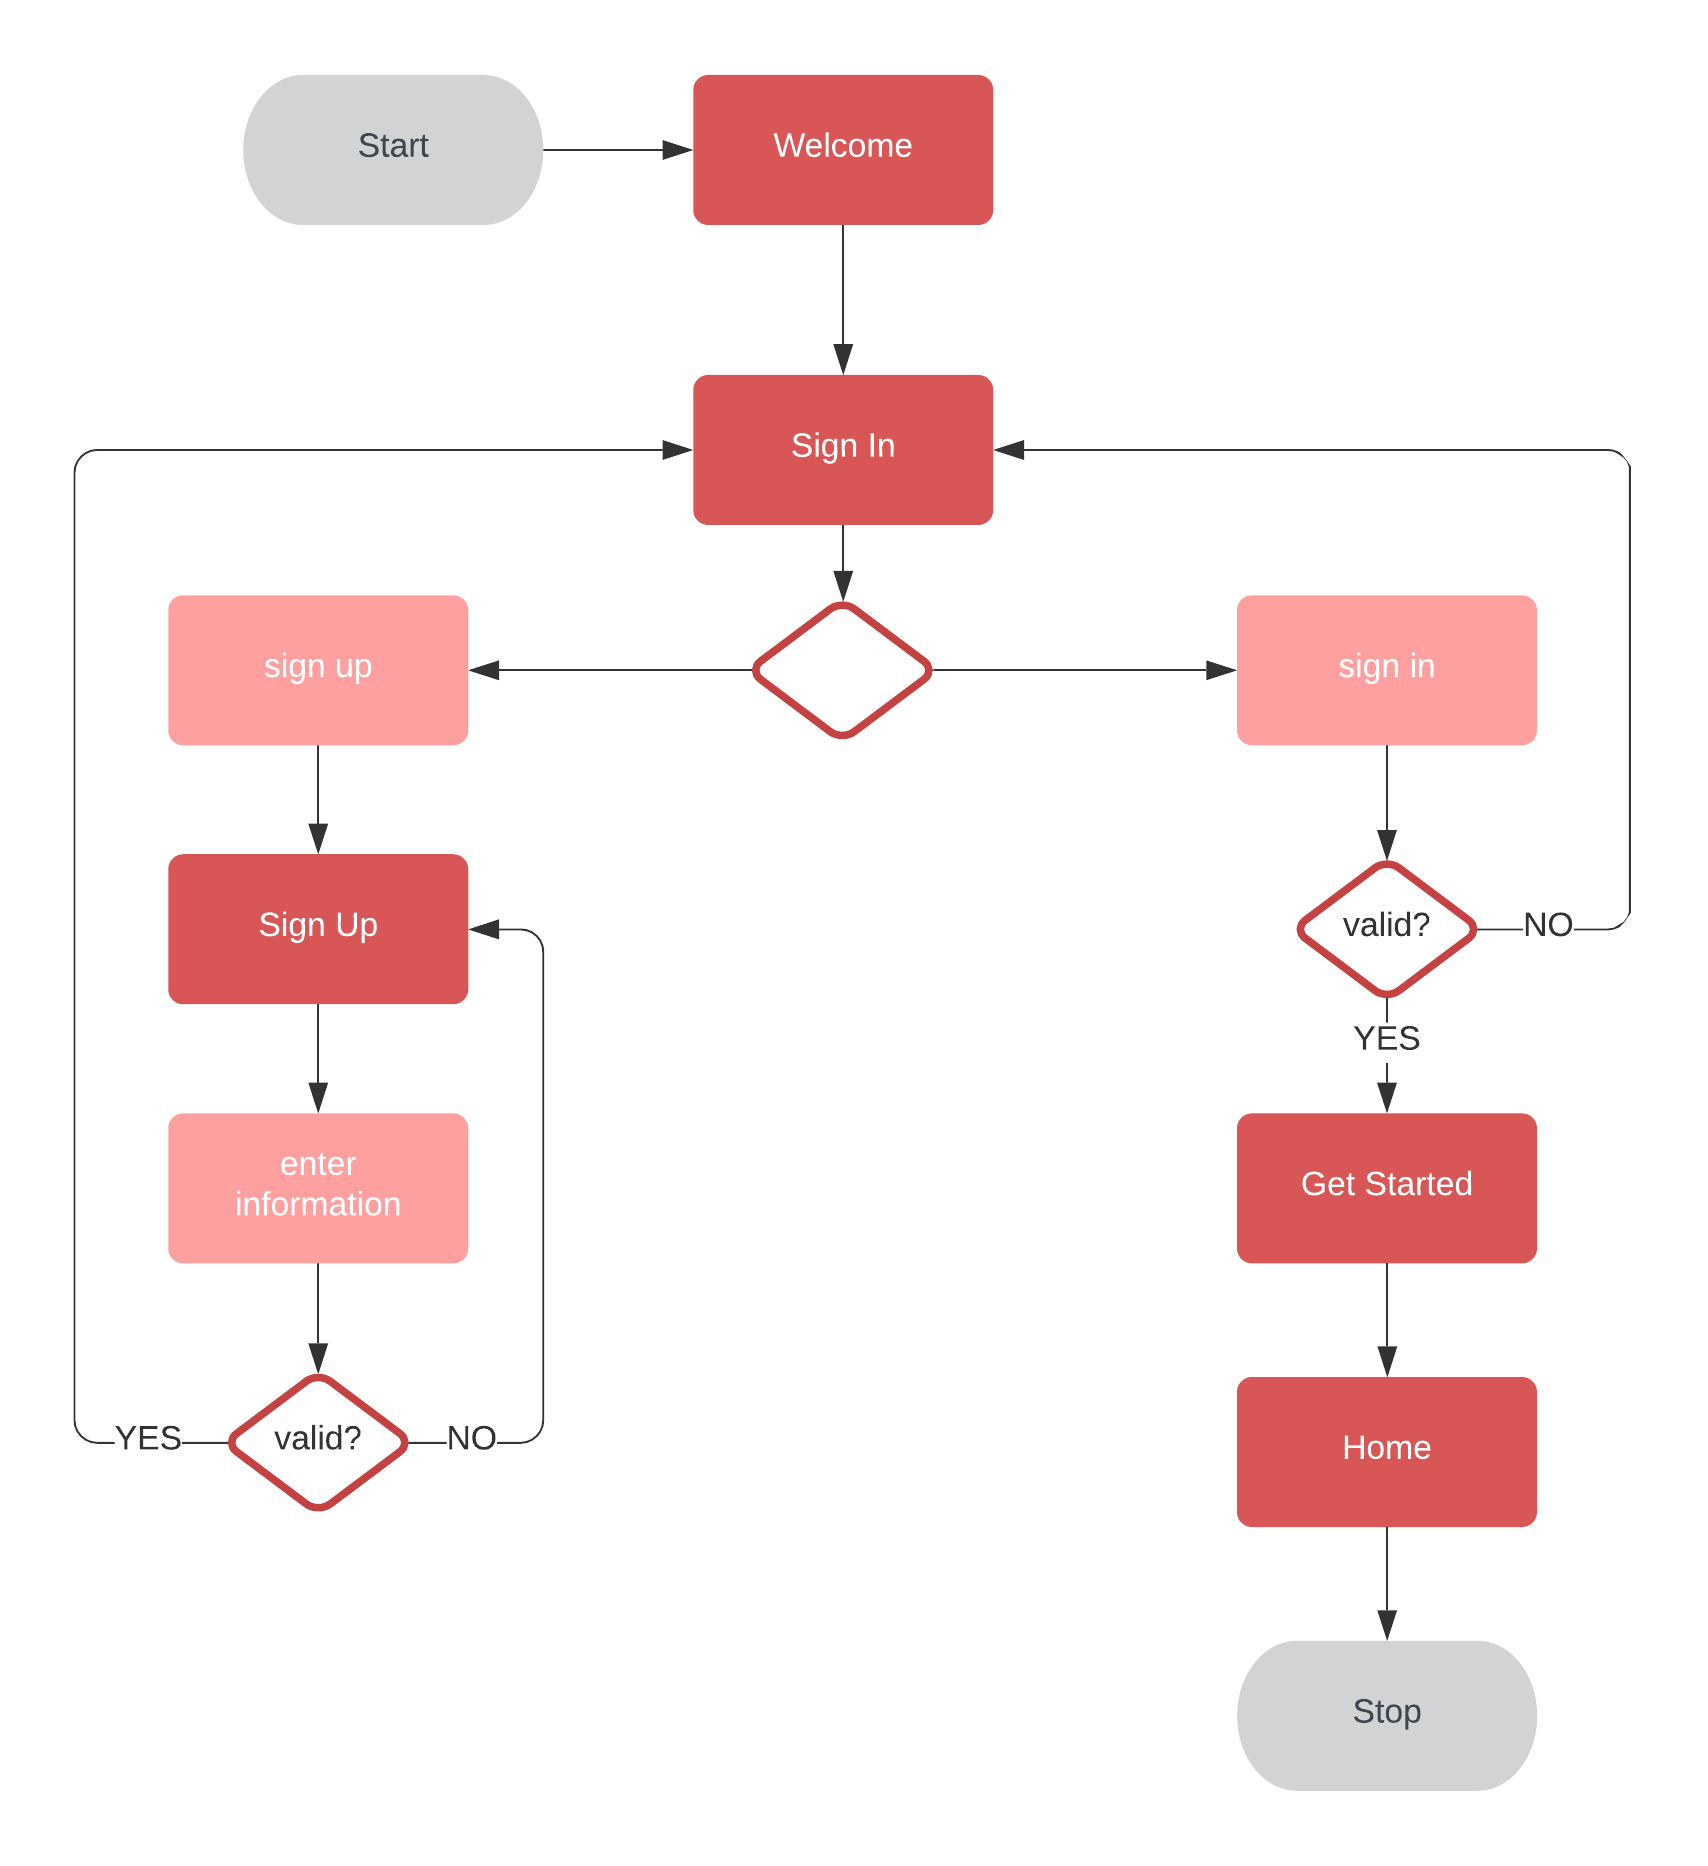 Start
Welcome
Sign In
sign up
sign in
Sign Up
valid?
NO
YES
enter
information
Get Started
YES
valid?
NO
Home
Stop